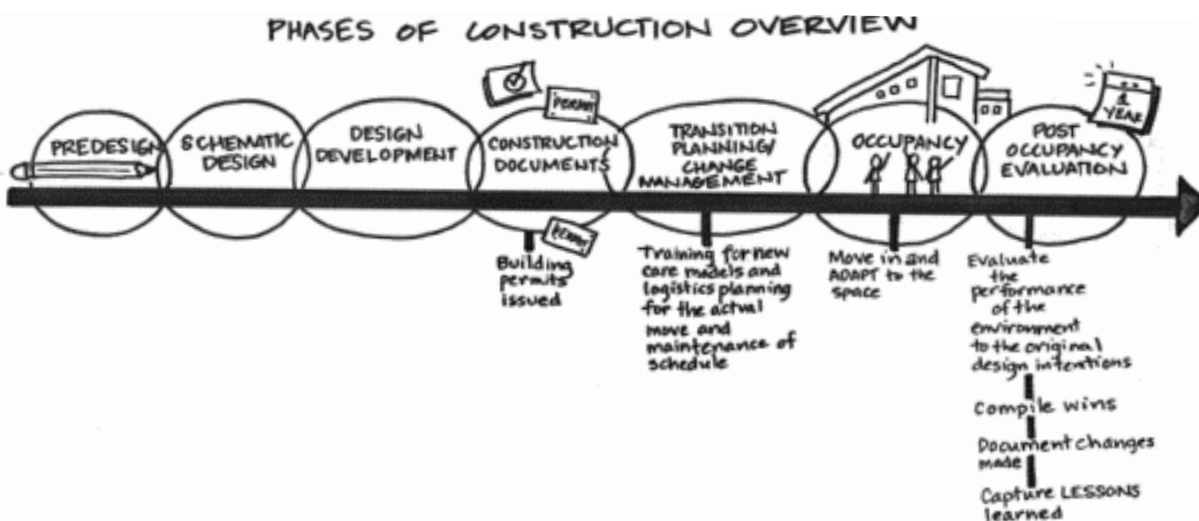 PHASES OF CONSTRUCTION OVERVIEW
PREDESIGN
SCHEMATIC
DESIGN
DESIGN
DEVELOPMENT
PERMIT
CONSTRUCTION
DOCUMENTS
PERMIT
Building
permits
issued
TRANSITION
PLANNING/
CHANGE
MANAGEMENT
Training for new
care models and
logistics planning
for the actual
move and
maintenance of
schedule
OCCUPANCY
Move in and
ADAPT to the
space
1
YEAR
POST
OCCUPANCY
EVALUATION
Evaluate
the
performance
of the
environment
to the original
design intentions
Compile wins
Document changes
made
Capture LESSONS
learned